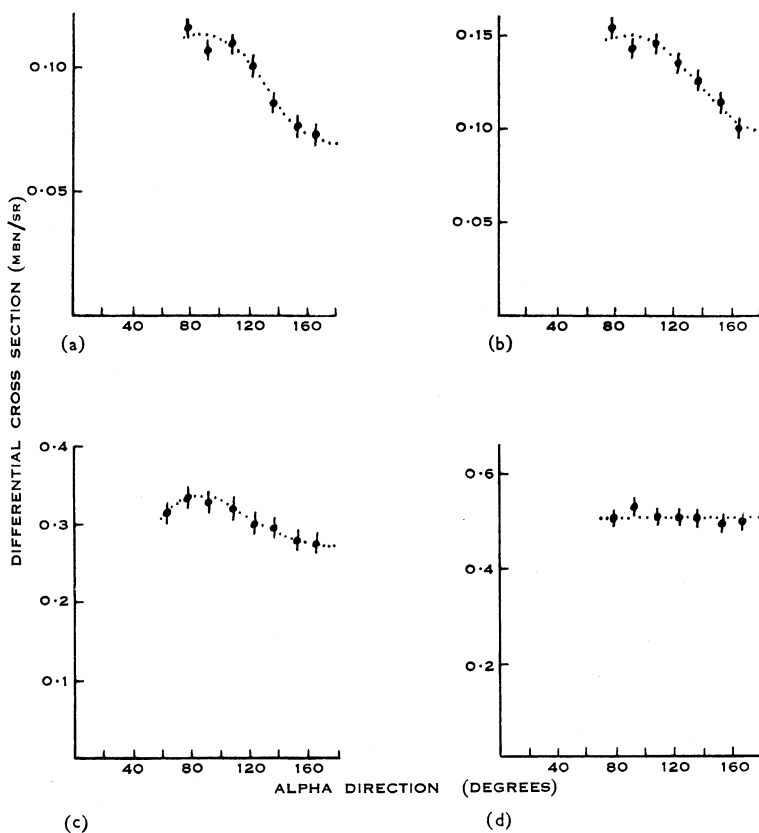 0·10
0·05
40 80 120 160
(a)
0·15
0·10
0·05
40 80 120 160
(b)
DIFFERENTIAL CROSS SECTION (MBN/SR)
0·4
0·3
0·2
0·1
40 80 120 160
(c)
0·6
0·4
0·2
40 80 120 160
(d)
ALPHA DIRECTION (DEGREES)